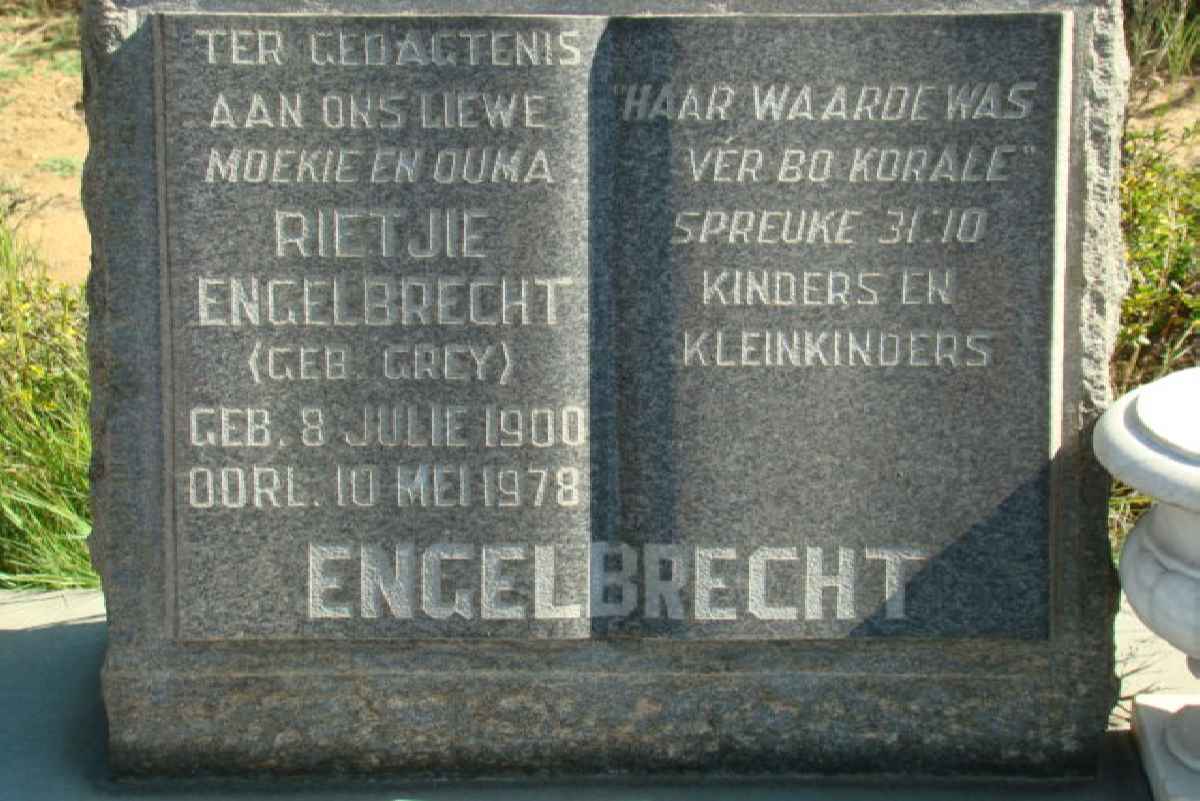 TER GEDAGTENIS
AAN ONS LIEWE
MOEKIE EN OUMA
RIETJIE
ENGELBRECHT
(GEB. GREY)
GEB. 8 JULIE 1900
OORL. 10 MEI 1978
"HAAR WAARDE WAS
VÉR BO KORALE"
SPREUKE 31:10
KINDERS EN
KLEINKINDERS
ENGELBRECHT